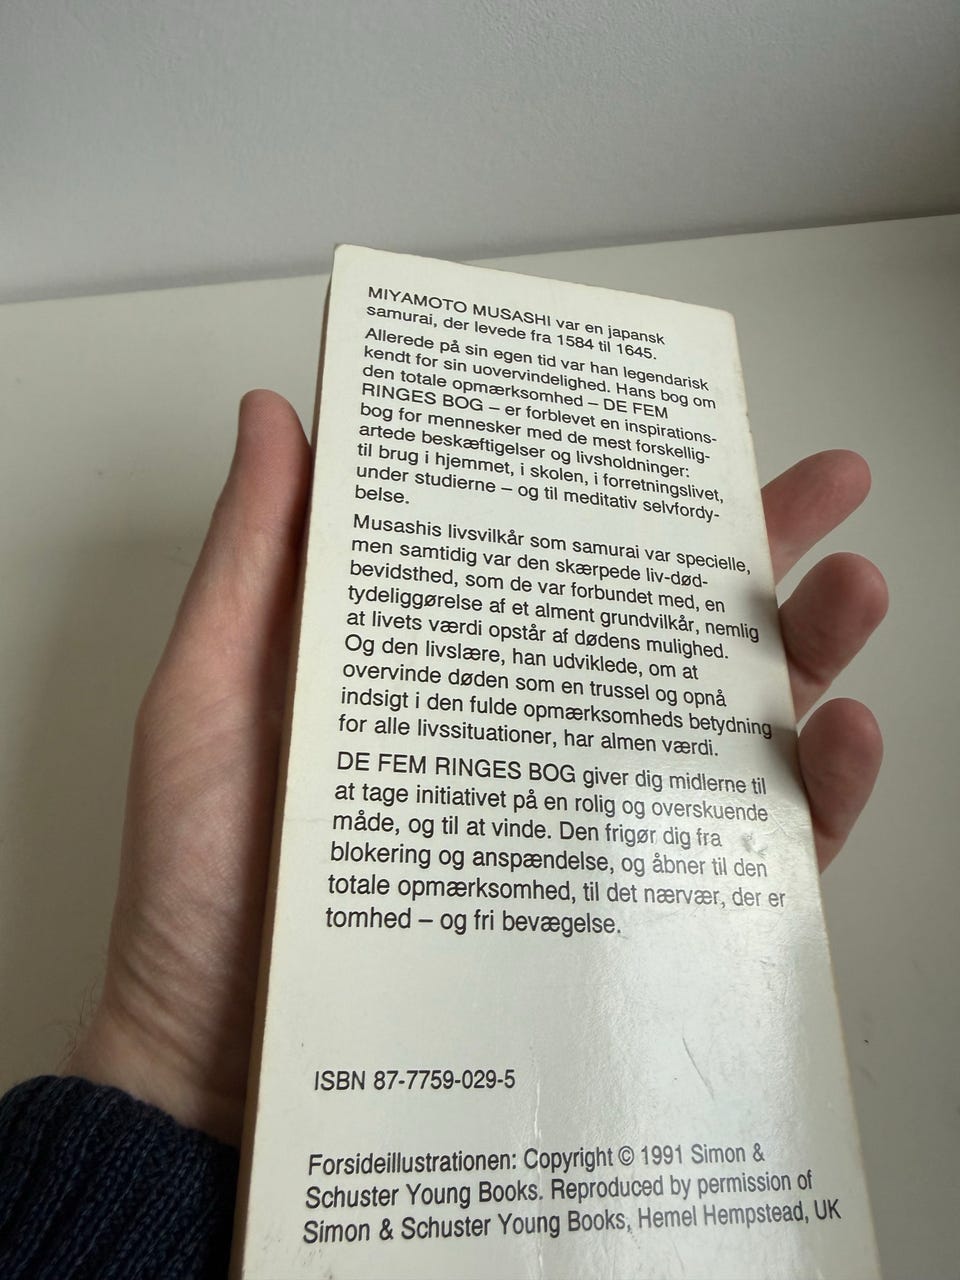 MIYAMOTO MUSASHI var en japansk
samurai, der levede fra 1584 til 1645.
Allerede på sin egen tid var han legendarisk
kendt for sin uovervindelighed. Hans bog om
den totale opmærksomhed – DE FEM
RINGES BOG – er forblevet en inspirations-
bog for mennesker med de mest forskellig-
artede beskæftigelser og livsholdninger:
til brug i hjemmet, i skolen, i forretningslivet,
under studierne – og til meditativ selvfordy-
belse.
Musashis livsvilkår som samurai var specielle,
men samtidig var den skærpede liv-død-
bevidsthed, som de var forbundet med, en
tydeliggørelse af et alment grundvilkår, nemlig
at livets værdi opstår af dødens mulighed.
Og den livslære, han udviklede, om at
overvinde døden som en trussel og opnå
indsigt i den fulde opmærksomheds betydning
for alle livssituationer, har almen værdi.
DE FEM RINGES BOG giver dig midlerne til
at tage initiativet på en rolig og overskuende
måde, og til at vinde. Den frigør dig fra
blokering og anspændelse, og åbner til den
totale opmærksomhed, til det nærvær, der er
tomhed – og fri bevægelse.
ISBN 87-7759-029-5
Forsideillustrationen: Copyright © 1991 Simon &
Schuster Young Books. Reproduced by permission of
Simon & Schuster Young Books, Hemel Hempstead, UK